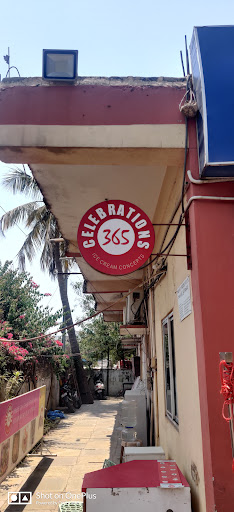 CELEBRATIONS
365
ICE CREAM CONCEPTS
Shot on OnePlus